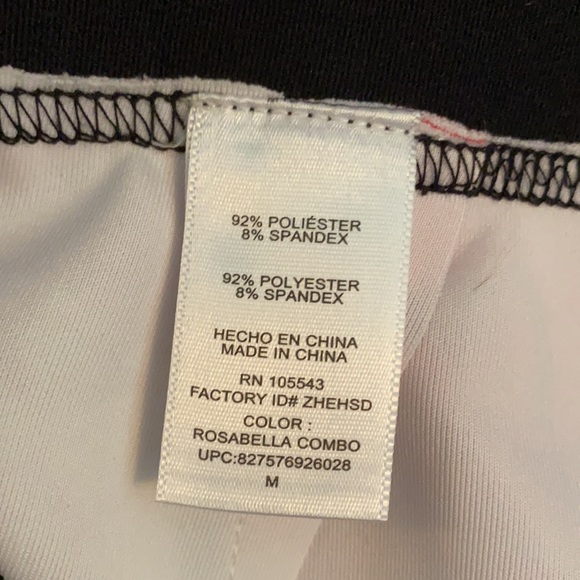 92% POLIÉSTER
8% SPANDEX
92% POLYESTER
8% SPANDEX
HECHO EN CHINA
MADE IN CHINA
RN 105543
FACTORY ID# ZHEHSD
COLOR :
ROSABELLA COMBO
UPC:827576926028
M